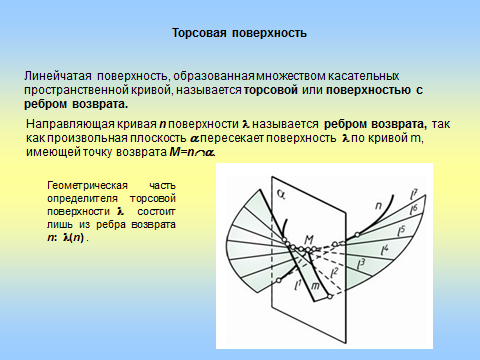 Торсовая поверхность
Линейчатая поверхность, образованная множеством касательных
пространственной кривой, называется торсовой или поверхностью с
ребром возврата.
Направляющая кривая n поверхности λ называется ребром возврата, так
как произвольная плоскость α пересекает поверхность λ по кривой m,
имеющей точку возврата M=n∩α.
Геометрическая часть
определителя торсовой
поверхности λ состоит
лишь из ребра возврата
n: λ(n) .
α
n
l⁷
l⁶
l⁵
M
l⁴
l³
l²
l¹
m